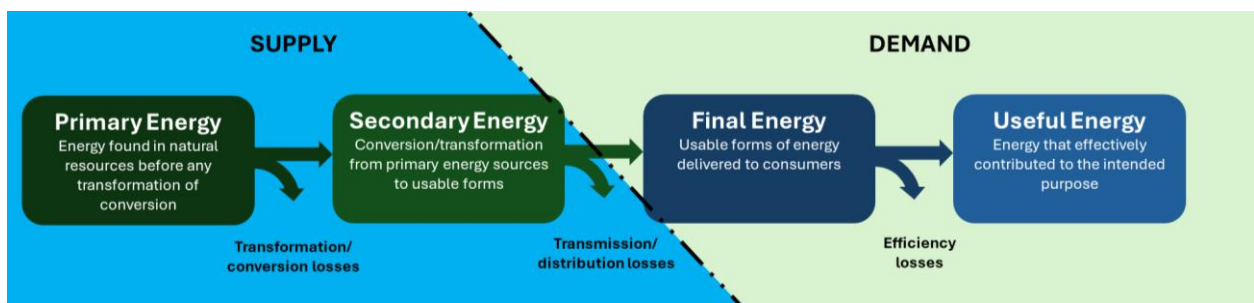 SUPPLY
DEMAND
Primary Energy
Energy found in natural
resources before any
transformation of
conversion
Secondary Energy
Conversion/transformation
from primary energy sources
to usable forms
Final Energy
Usable forms of energy
delivered to consumers
Useful Energy
Energy that effectively
contributed to the intended
purpose
Transformation/
conversion losses
Transmission/
distribution losses
Efficiency
losses